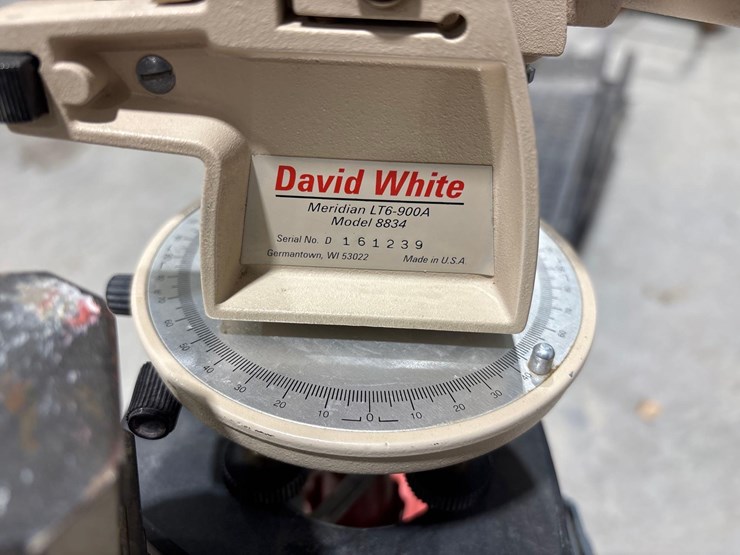 David White
Meridian LT6-900A
Model 8834
Serial No. D 161239
Germantown, WI 53022 Made in U.S.A
60 50 40 30 20 10 0 10 20 30 40